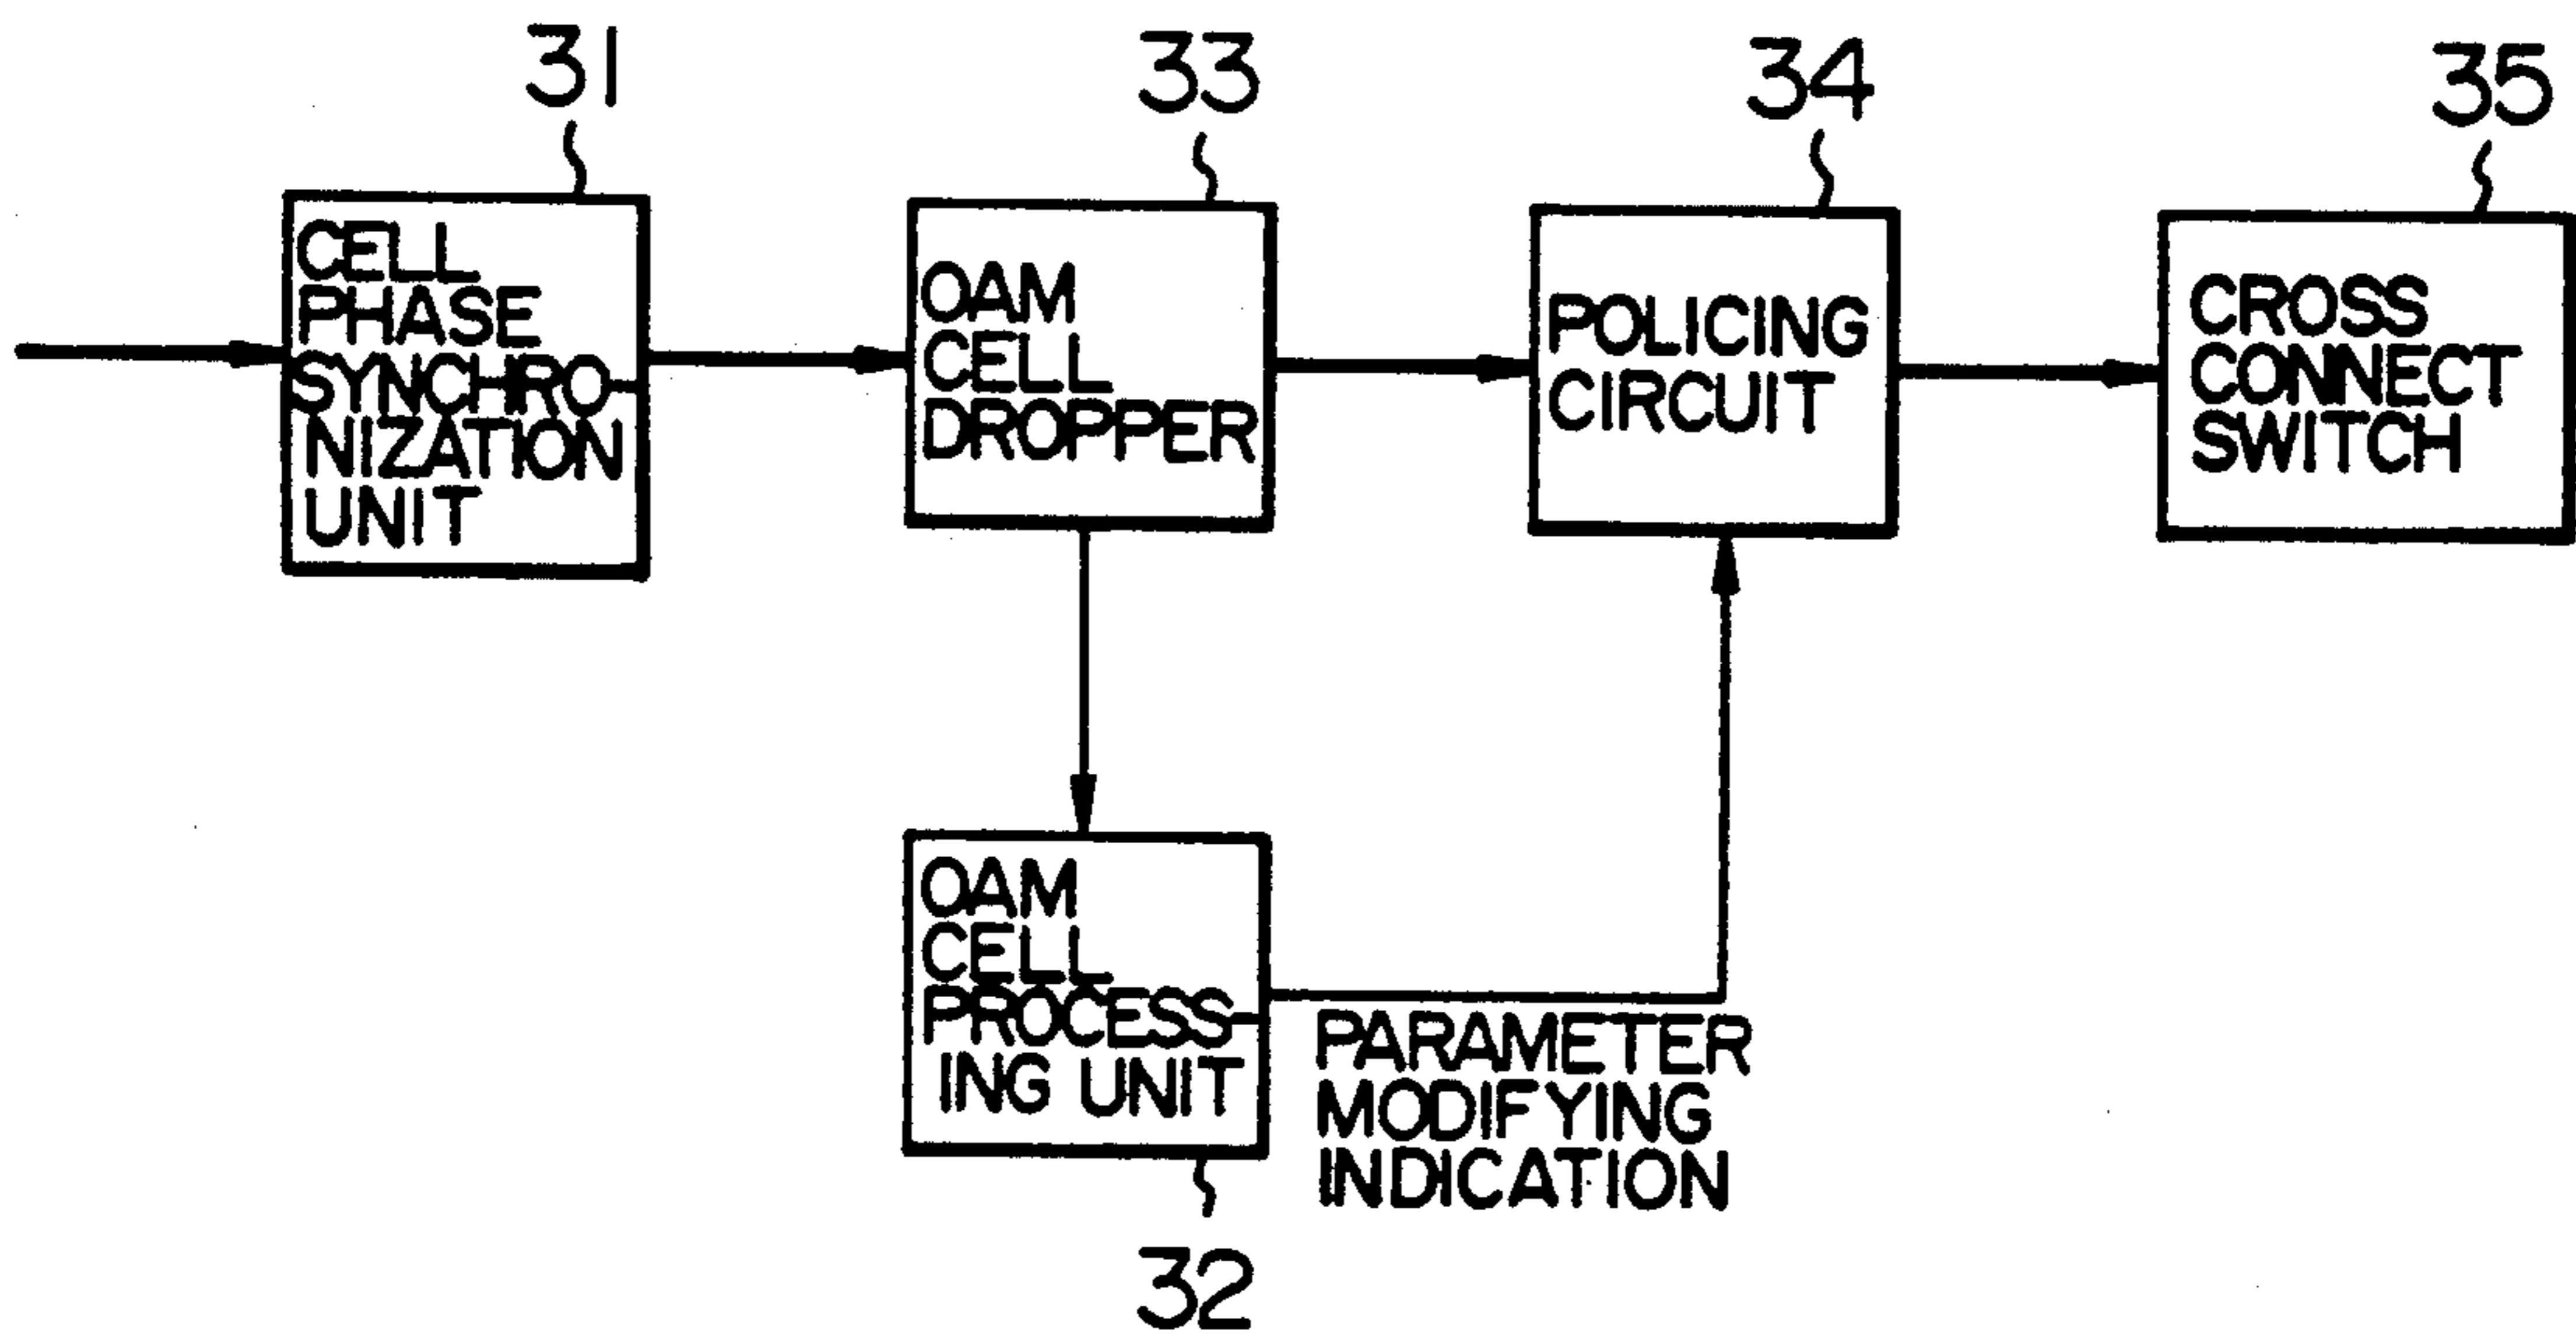 31
33
34
35
CELL
PHASE
SYNCHRO-
NIZATION
UNIT
OAM
CELL
DROPPER
POLICING
CIRCUIT
CROSS
CONNECT
SWITCH
OAM
CELL
PROCESS-
ING UNIT
PARAMETER
MODIFYING
INDICATION
32